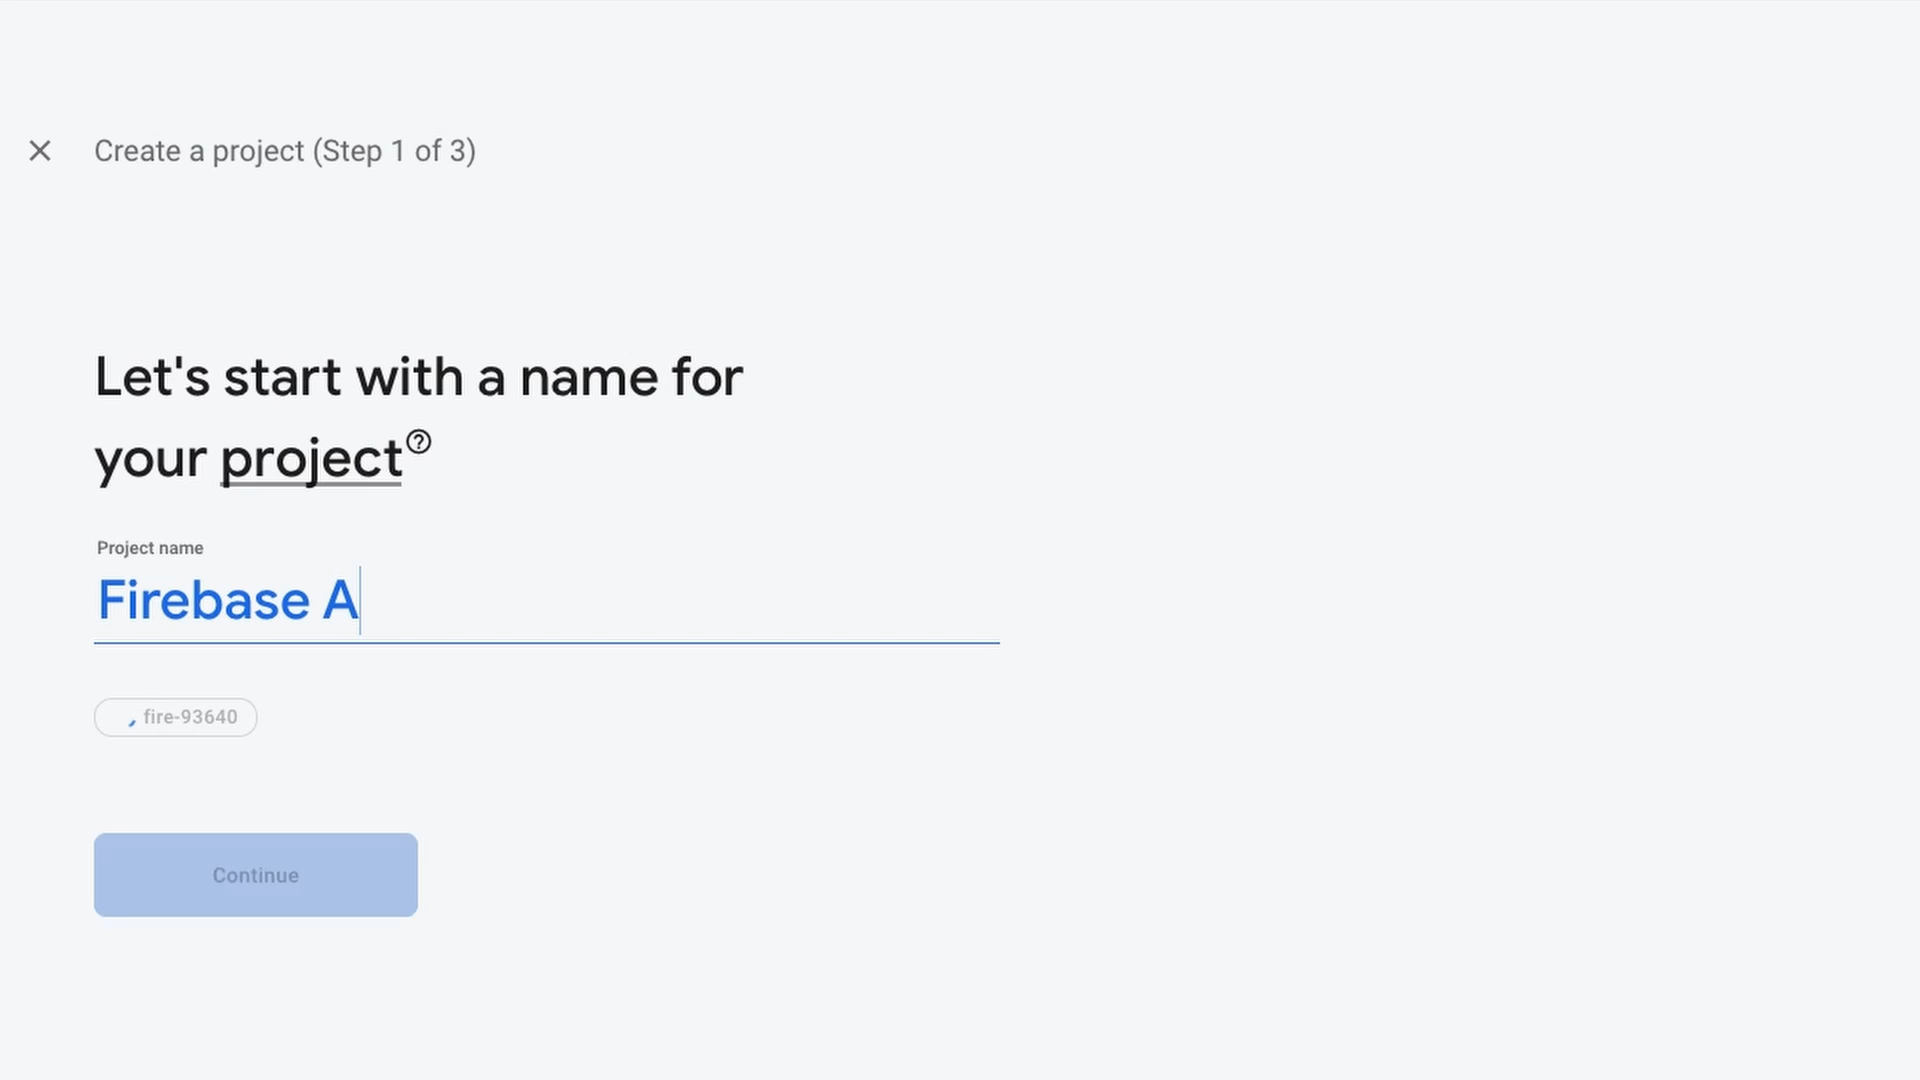 Create a project (Step 1 of 3)
Let's start with a name for
your project
Project name
Firebase A
fire-93640
Continue